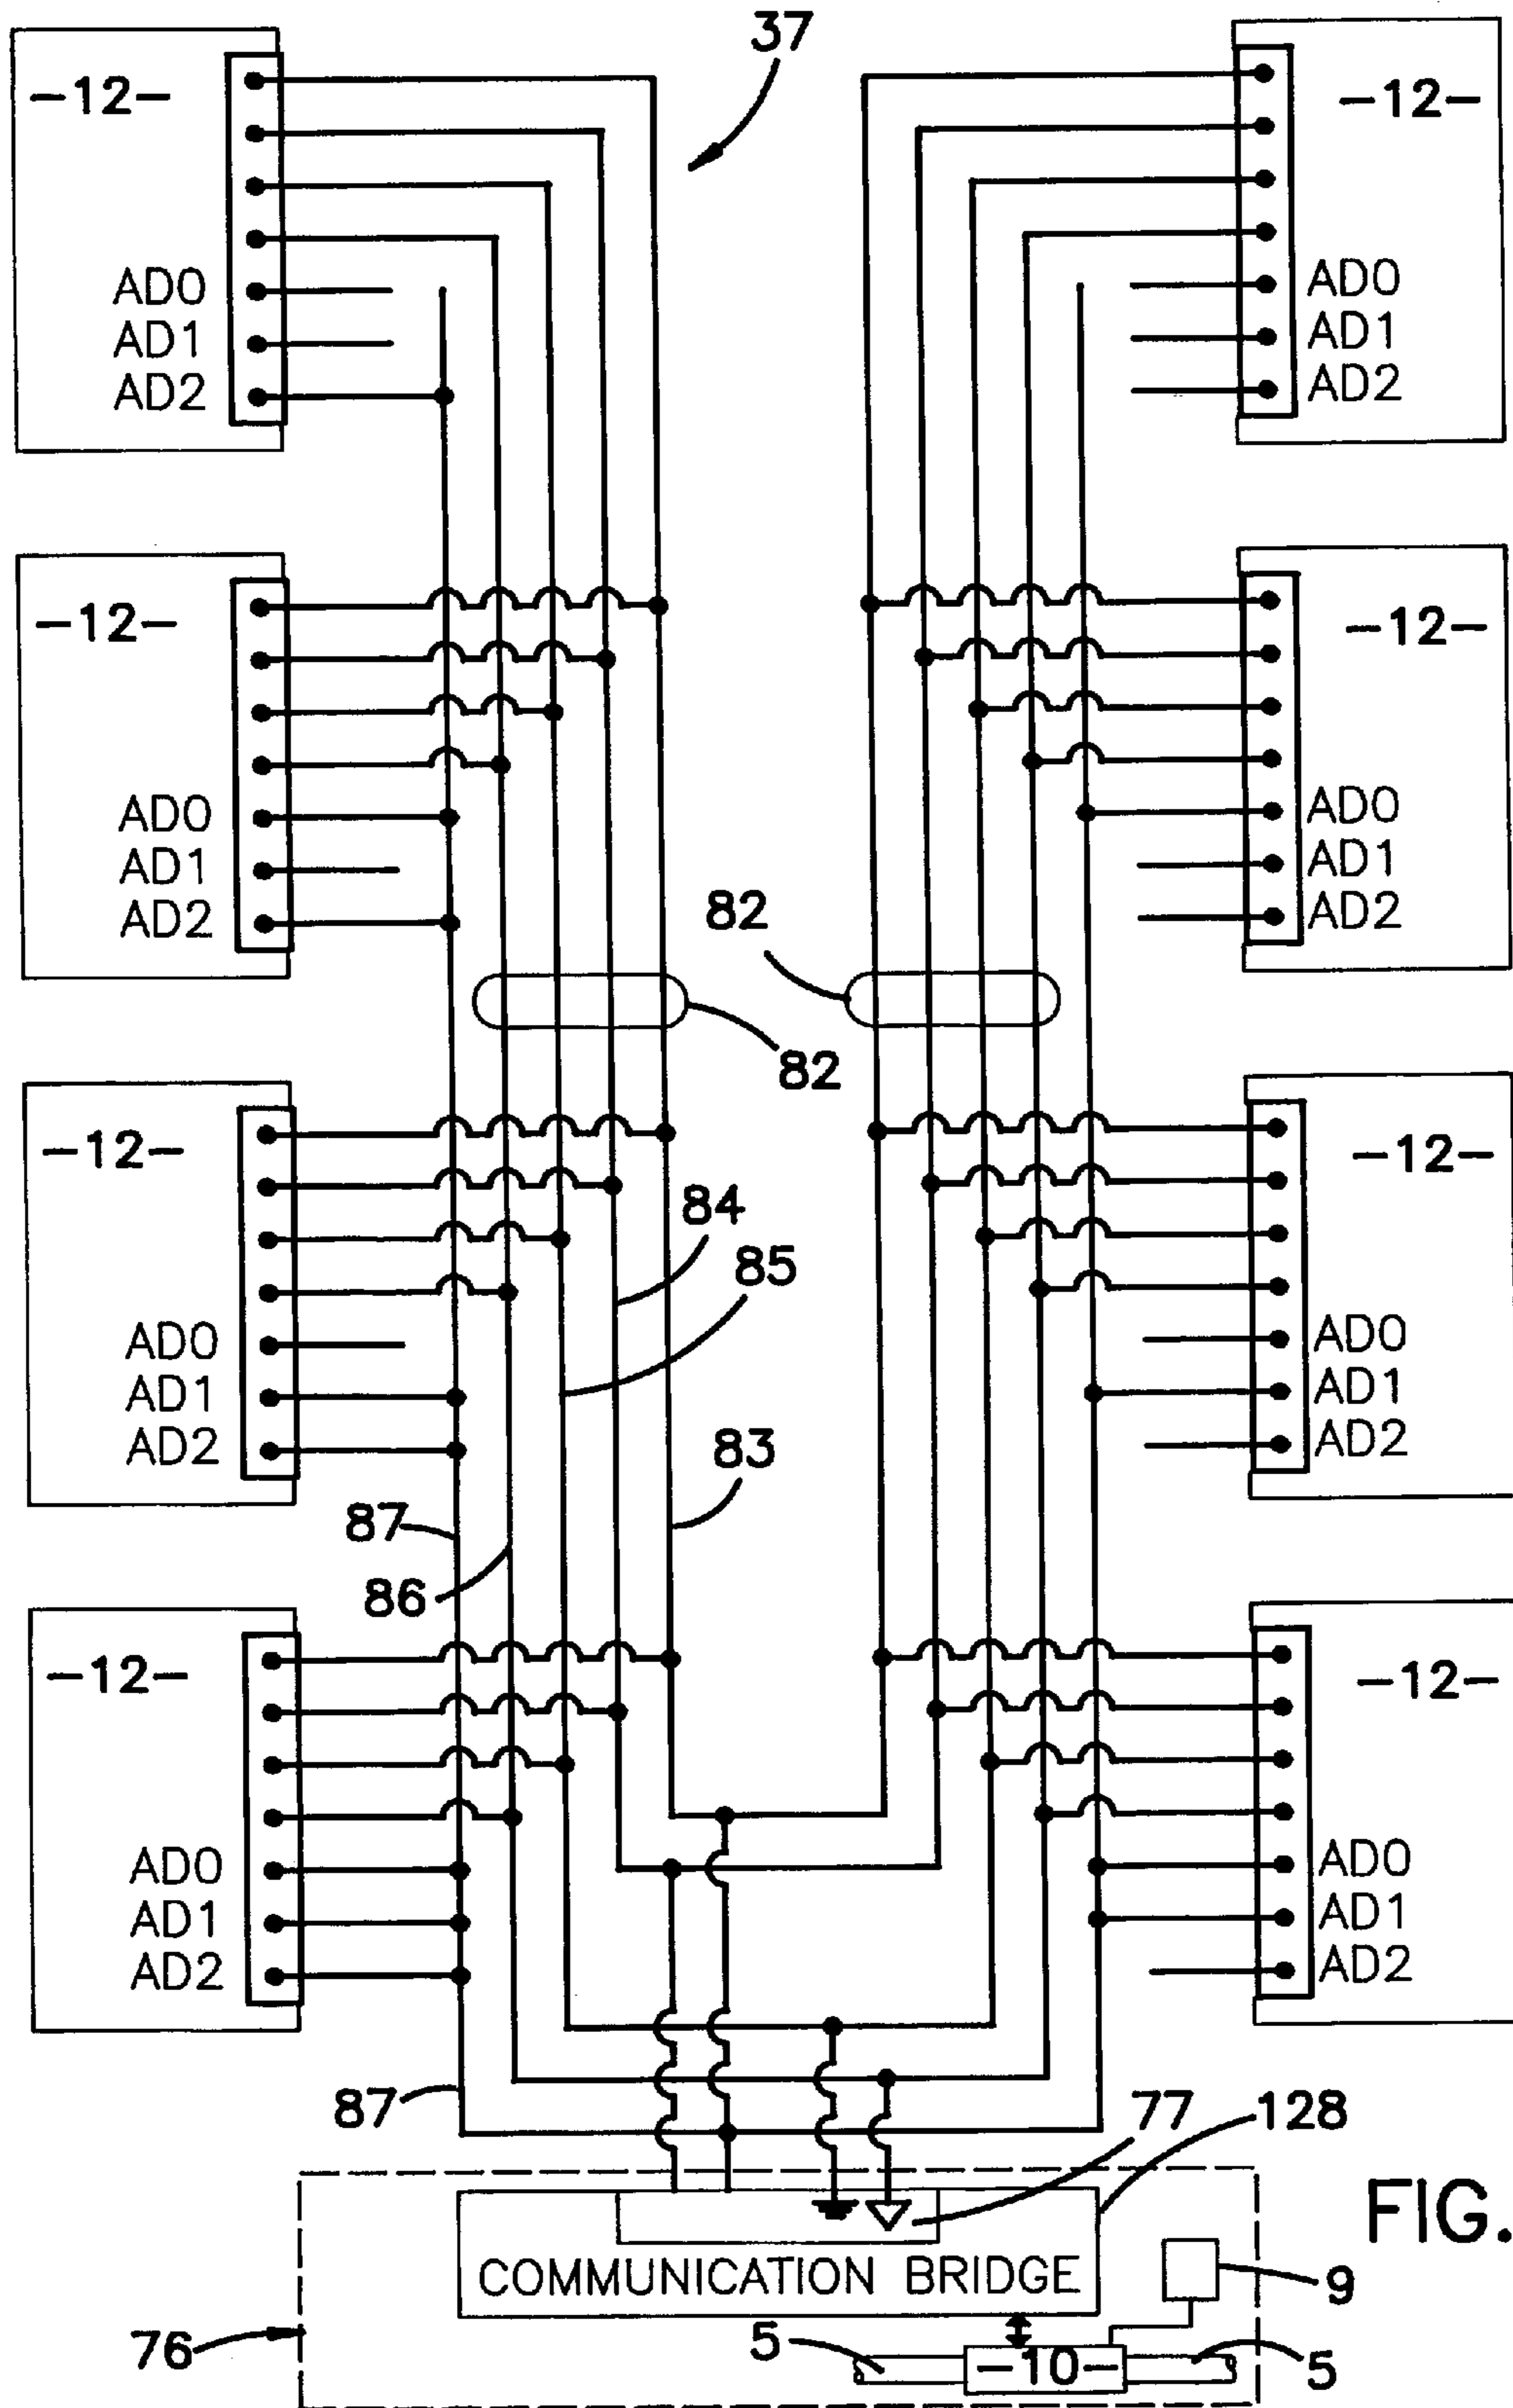 37
-12-
-12-
AD0
AD1
AD2
AD0
AD1
AD2
-12-
-12-
AD0
AD1
AD2
AD0
AD1
AD2
82
82
-12-
-12-
84
85
AD0
AD1
AD2
AD0
AD1
AD2
83
87
86
-12-
-12-
AD0
AD1
AD2
AD0
AD1
AD2
87
77
128
FIG.
COMMUNICATION BRIDGE
9
76
5
-10-
5